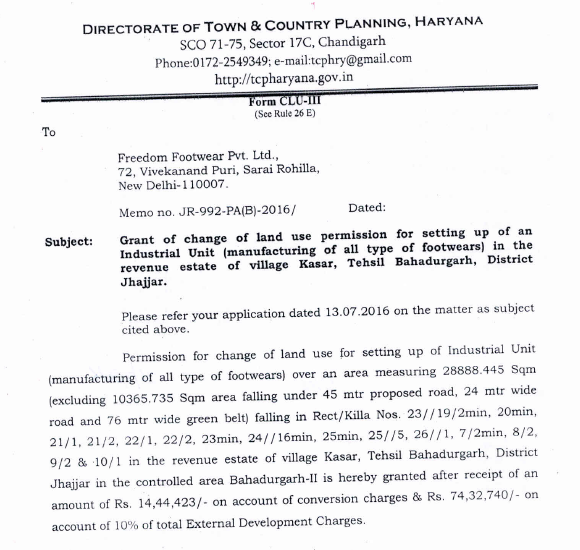 DIRECTORATE OF TOWN & COUNTRY PLANNING, HARYANA
SCO 71-75, Sector 17C, Chandigarh
Phone:0172-2549349; e-mail:tcphry@gmail.com
http://tcpharyana.gov.in
Form CLU-III
(See Rule 26 E)
To
Freedom Footwear Pvt. Ltd.,
72, Vivekanand Puri, Sarai Rohilla,
New Delhi-110007.
Memo no. JR-992-PA(B)-2016/ Dated:
Subject: Grant of change of land use permission for setting up of an
Industrial Unit (manufacturing of all type of footwears) in the
revenue estate of village Kasar, Tehsil Bahadurgarh, District
Jhajjar.
Please refer your application dated 13.07.2016 on the matter as subject
cited above.
Permission for change of land use for setting up of Industrial Unit
(manufacturing of all type of footwears) over an area measuring 28888.445 Sqm
(excluding 10365.735 Sqm area falling under 45 mtr proposed road, 24 mtr wide
road and 76 mtr wide green belt) falling in Rect/Killa Nos. 23//19/2min, 20min,
21/1, 21/2, 22/1, 22/2, 23min, 24//16min, 25min, 25//5, 26//1, 7/2min, 8/2,
9/2 & 10/1 in the revenue estate of village Kasar, Tehsil Bahadurgarh, District
Jhajjar in the controlled area Bahadurgarh-II is hereby granted after receipt of an
amount of Rs. 14,44,423/- on account of conversion charges & Rs. 74,32,740/- on
account of 10% of total External Development Charges.